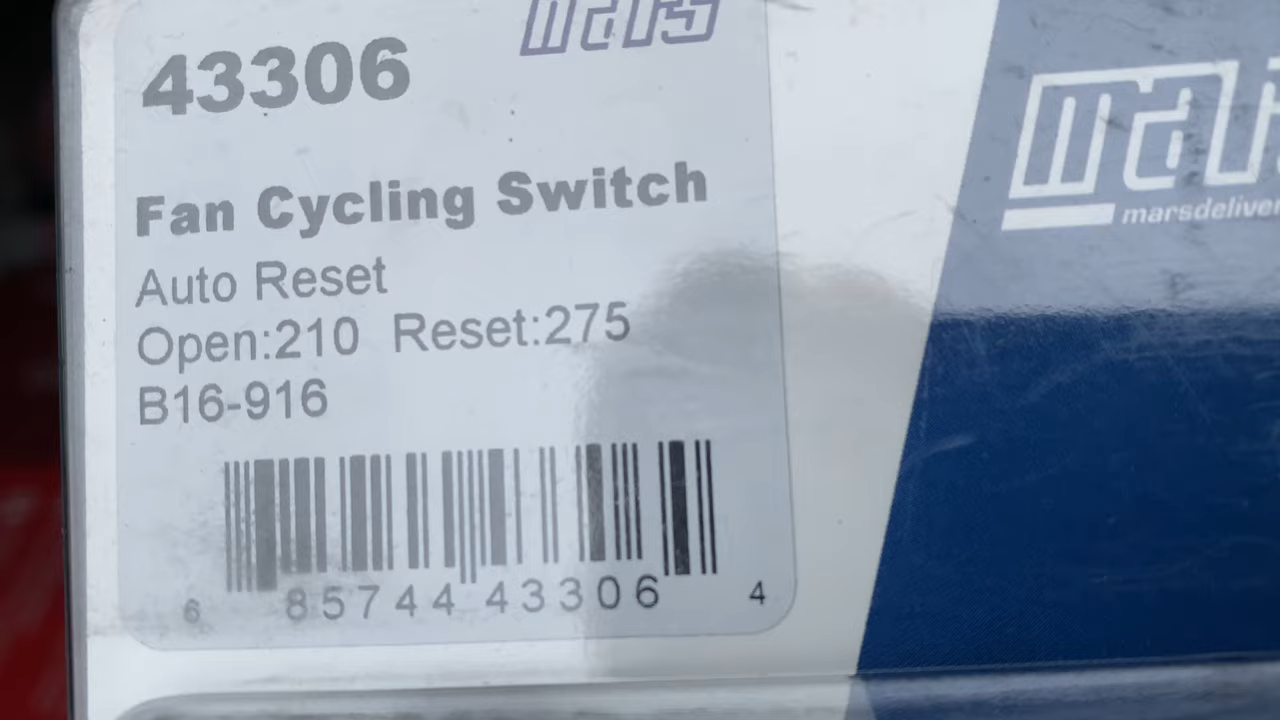 mars
43306
mars
marsdeliver
Fan Cycling Switch
Auto Reset
Open:210 Reset:275
B16-916
6 85744 43306 4